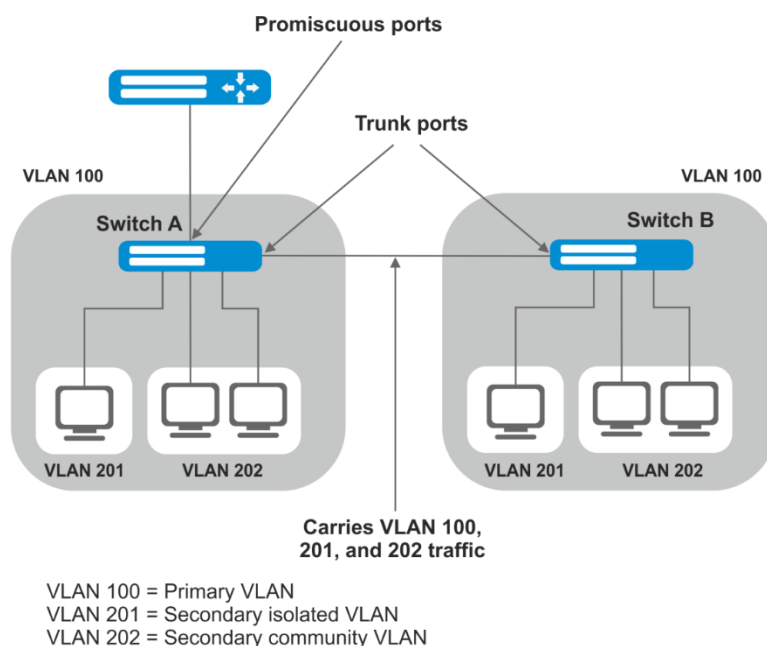 Promiscuous ports
Trunk ports
VLAN 100
VLAN 100
Switch A
Switch B
VLAN 201
VLAN 202
VLAN 201
VLAN 202
Carries VLAN 100,
201, and 202 traffic
VLAN 100 = Primary VLAN
VLAN 201 = Secondary isolated VLAN
VLAN 202 = Secondary community VLAN